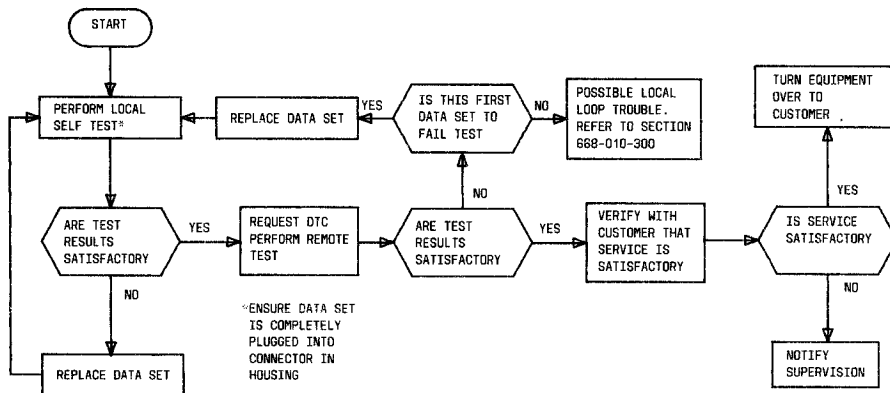 START
PERFORM LOCAL
SELF TEST*
REPLACE DATA SET
YES
IS THIS FIRST
DATA SET TO
FAIL TEST
NO
POSSIBLE LOCAL
LOOP TROUBLE.
REFER TO SECTION
668-010-300
TURN EQUIPMENT
OVER TO
CUSTOMER .
NO
YES
ARE TEST
RESULTS
SATISFACTORY
YES
REQUEST DTC
PERFORM REMOTE
TEST
ARE TEST
RESULTS
SATISFACTORY
YES
VERIFY WITH
CUSTOMER THAT
SERVICE IS
SATISFACTORY
IS SERVICE
SATISFACTORY
NO
NO
*ENSURE DATA SET
IS COMPLETELY
PLUGGED INTO
CONNECTOR IN
HOUSING
REPLACE DATA SET
NOTIFY
SUPERVISION